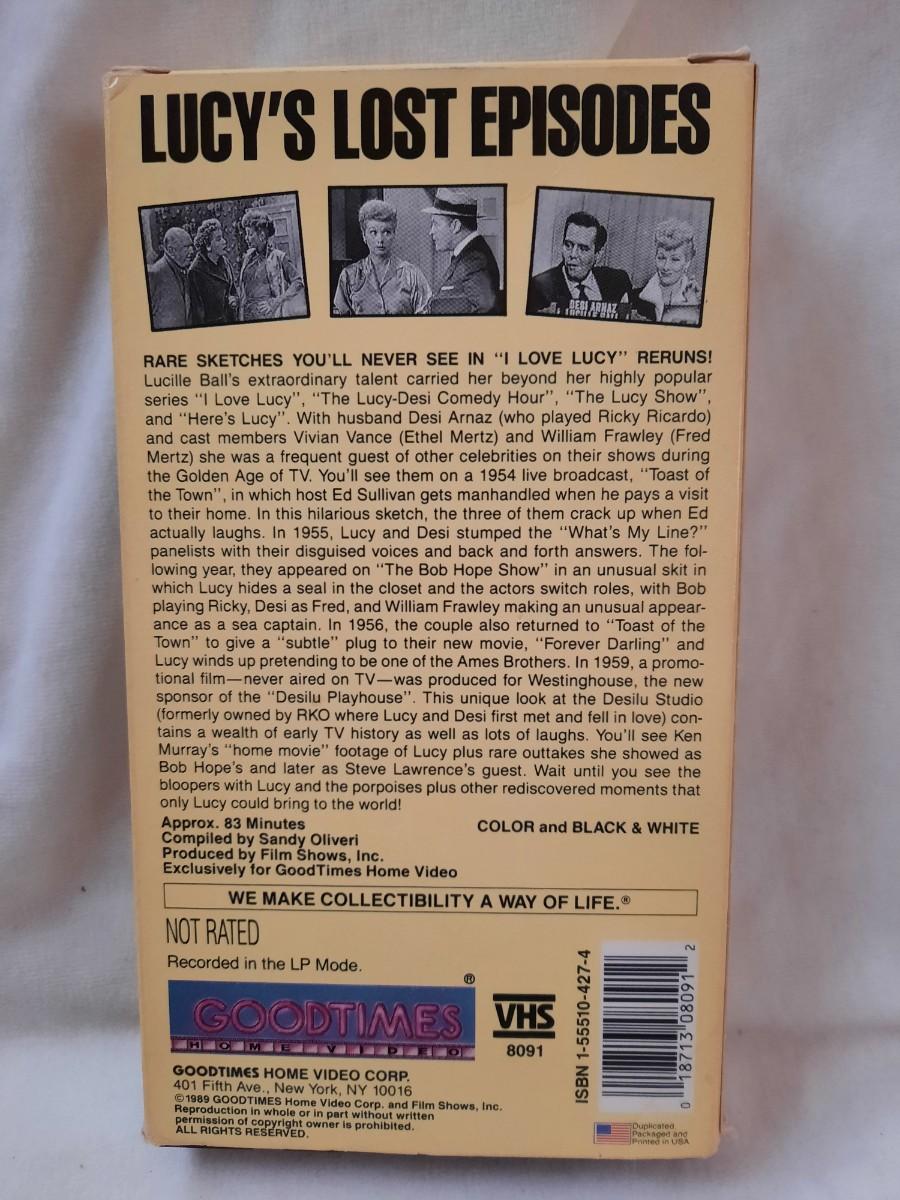 LUCY'S LOST EPISODES
DESI ARNAZ
LUCILLE BALL
RARE SKETCHES YOU'LL NEVER SEE IN "I LOVE LUCY" RERUNS!
Lucille Ball's extraordinary talent carried her beyond her highly popular
series "I Love Lucy", "The Lucy-Desi Comedy Hour", "The Lucy Show",
and "Here's Lucy". With husband Desi Arnaz (who played Ricky Ricardo)
and cast members Vivian Vance (Ethel Mertz) and William Frawley (Fred
Mertz) she was a frequent guest of other celebrities on their shows during
the Golden Age of TV. You'll see them on a 1954 live broadcast, "Toast of
the Town", in which host Ed Sullivan gets manhandled when he pays a visit
to their home. In this hilarious sketch, the three of them crack up when Ed
actually laughs. In 1955, Lucy and Desi stumped the "What's My Line?"
panelists with their disguised voices and back and forth answers. The fol-
lowing year, they appeared on "The Bob Hope Show" in an unusual skit in
which Lucy hides a seal in the closet and the actors switch roles, with Bob
playing Ricky, Desi as Fred, and William Frawley making an unusual appear-
ance as a sea captain. In 1956, the couple also returned to "Toast of the
Town" to give a "subtle" plug to their new movie, "Forever Darling" and
Lucy winds up pretending to be one of the Ames Brothers. In 1959, a promo-
tional film—never aired on TV—was produced for Westinghouse, the new
sponsor of the "Desilu Playhouse". This unique look at the Desilu Studio
(formerly owned by RKO where Lucy and Desi first met and fell in love) con-
tains a wealth of early TV history as well as lots of laughs. You'll see Ken
Murray's "home movie" footage of Lucy plus rare outtakes she showed as
Bob Hope's and later as Steve Lawrence's guest. Wait until you see the
bloopers with Lucy and the porpoises plus other rediscovered moments that
only Lucy could bring to the world!
Approx. 83 Minutes
COLOR and BLACK & WHITE
Compiled by Sandy Oliveri
Produced by Film Shows, Inc.
Exclusively for GoodTimes Home Video
WE MAKE COLLECTIBILITY A WAY OF LIFE.®
NOT RATED
Recorded in the LP Mode.
GOODTIMES®
HOME VIDEO
VHS
8091
ISBN 1-55510-427-4
0 18713 08091 2
GOODTIMES HOME VIDEO CORP.
401 Fifth Ave., New York, NY 10016
©1989 GOODTIMES Home Video Corp. and Film Shows, Inc.
Reproduction in whole or in part without written
permission of copyright owner is prohibited.
ALL RIGHTS RESERVED.
Duplicated
Packaged and
Printed in USA